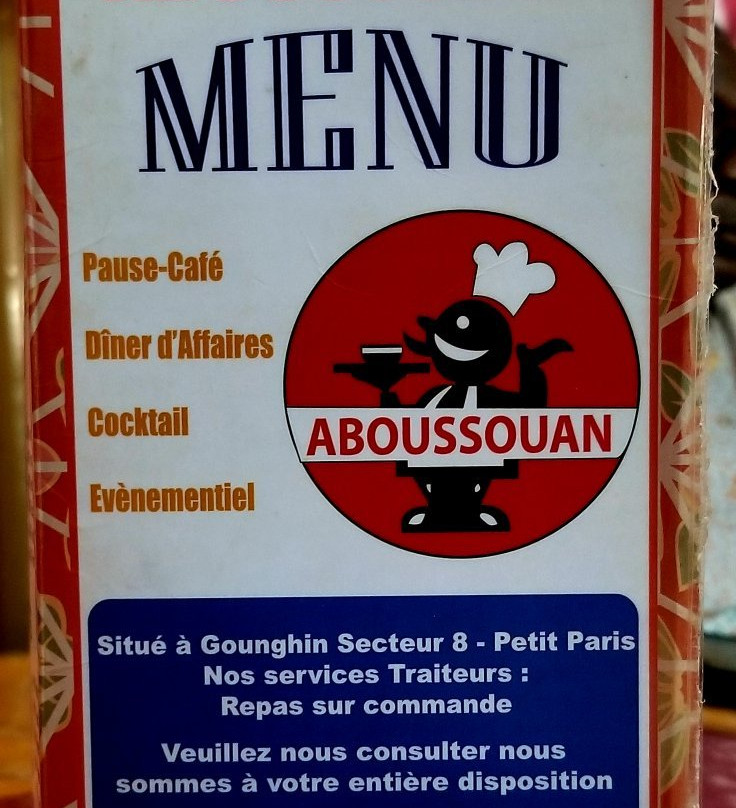 MENU
Pause-Café
Dîner d'Affaires
Cocktail
Evènementiel
ABOUSSOUAN
Situé à Gounghin Secteur 8 - Petit Paris
Nos services Traiteurs :
Repas sur commande
Veuillez nous consulter nous
sommes à votre entière disposition